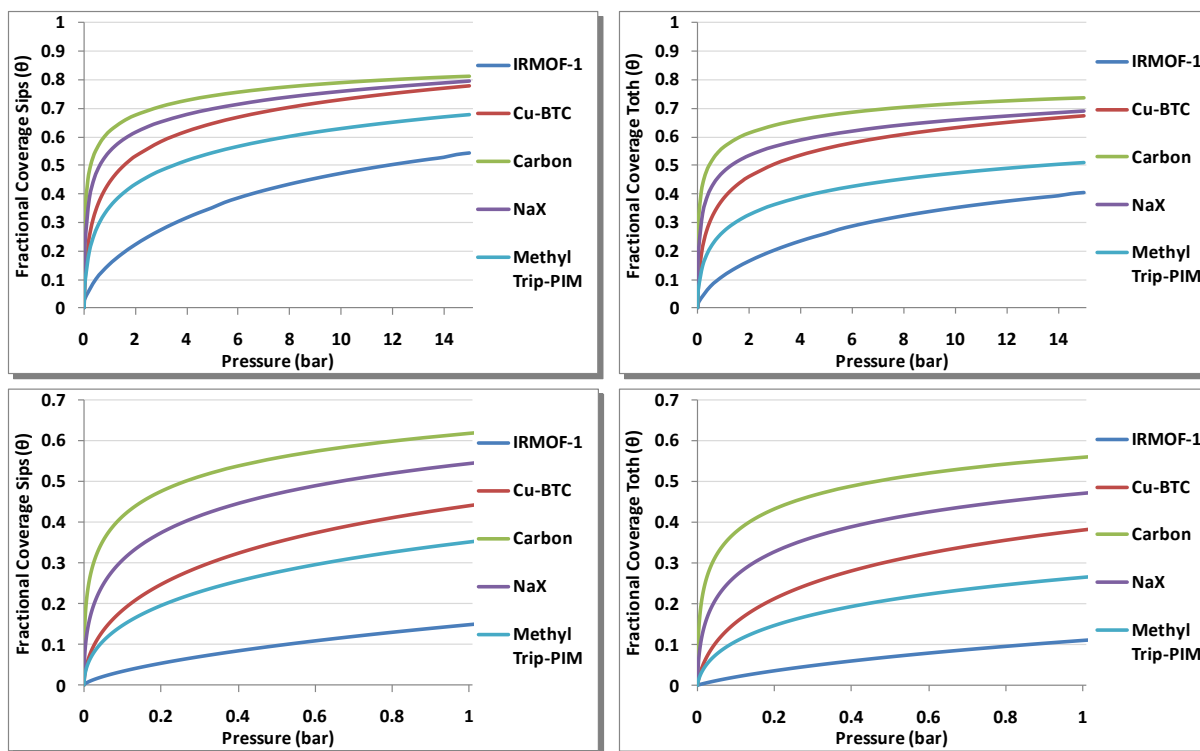 Fractional Coverage Sips (θ)
1
0.9
0.8
0.7
0.6
0.5
0.4
0.3
0.2
0.1
0
0 2 4 6 8 10 12 14
Pressure (bar)
IRMOF-1
Cu-BTC
Carbon
NaX
Methyl
Trip-PIM
Fractional Coverage Toth (θ)
1
0.9
0.8
0.7
0.6
0.5
0.4
0.3
0.2
0.1
0
0 2 4 6 8 10 12 14
Pressure (bar)
IRMOF-1
Cu-BTC
Carbon
NaX
Methyl
Trip-PIM
Fractional Coverage Sips (θ)
0.7
0.6
0.5
0.4
0.3
0.2
0.1
0
0 0.2 0.4 0.6 0.8 1
Pressure (bar)
IRMOF-1
Cu-BTC
Carbon
NaX
Methyl
Trip-PIM
Fractional Coverage Toth (θ)
0.7
0.6
0.5
0.4
0.3
0.2
0.1
0
0 0.2 0.4 0.6 0.8 1
Pressure (bar)
IRMOF-1
Cu-BTC
Carbon
NaX
Methyl
Trip-PIM